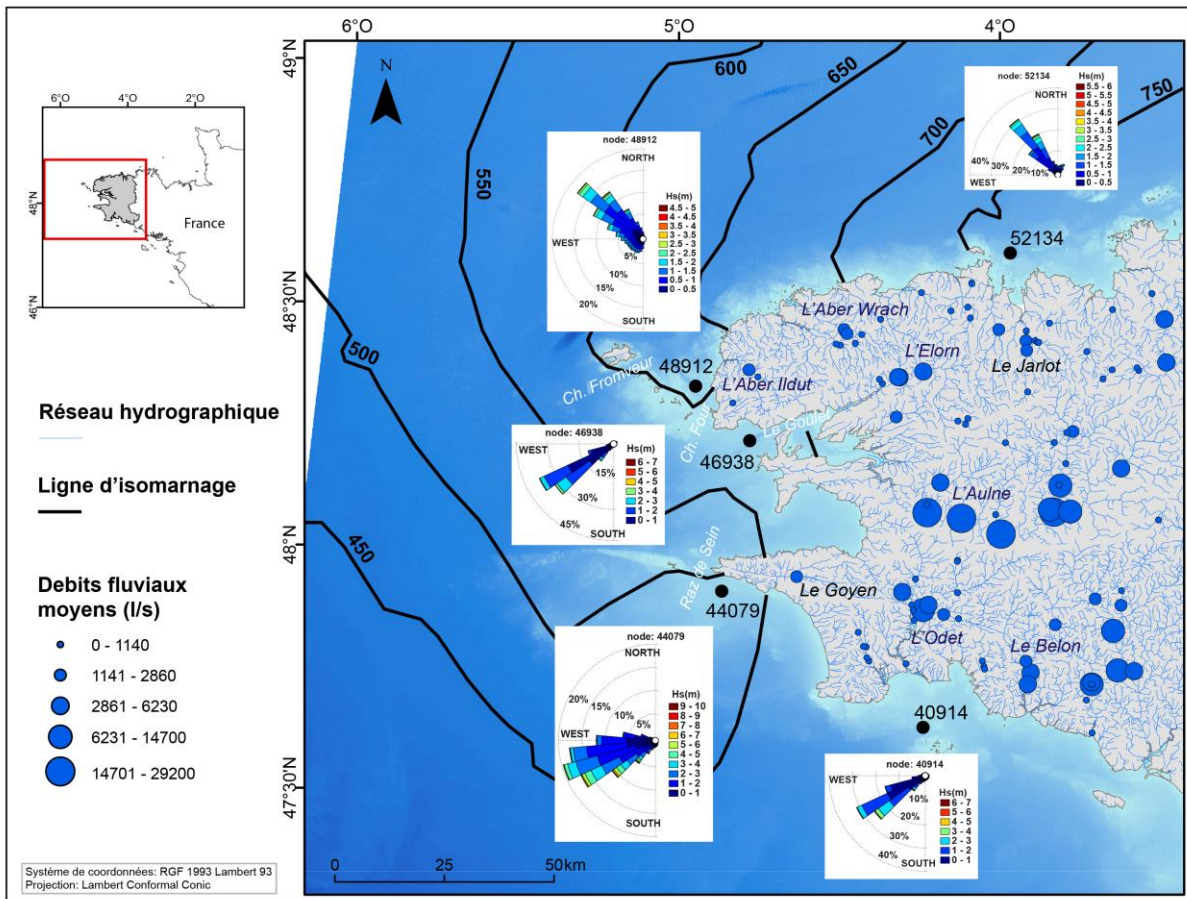 6°O
5°O
4°O
49°N
48°30'N
48°N
47°30'N
6°O
4°O
2°O
48°N
46°N
France
N
Réseau hydrographique
Ligne d'isomarnage
Debits fluviaux
moyens (l/s)
0 - 1140
1141 - 2860
2861 - 6230
6231 - 14700
14701 - 29200
Système de coordonnées: RGF 1993 Lambert 93
Projection: Lambert Conformal Conic
600
650
700
750
550
500
450
node: 48912
NORTH
WEST
SOUTH
5%
10%
15%
20%
Hs(m)
4.5 - 5
4 - 4.5
3.5 - 4
3 - 3.5
2.5 - 3
2 - 2.5
1.5 - 2
1 - 1.5
0.5 - 1
0 - 0.5
node: 52134
NORTH
WEST
40%
30%
20%
10%
Hs(m)
5.5 - 6
5 - 5.5
4.5 - 5
4 - 4.5
3.5 - 4
3 - 3.5
2.5 - 3
2 - 2.5
1.5 - 2
1 - 1.5
0.5 - 1
0 - 0.5
52134
L'Aber Wrach
L'Elorn
Le Jarlot
48912
Ch. Fromveur
L'Aber Ildut
Ch. Four
Le Goulet
46938
node: 46938
WEST
SOUTH
15%
30%
45%
Hs(m)
6 - 7
5 - 6
4 - 5
3 - 4
2 - 3
1 - 2
0 - 1
L'Aulne
Raz de Sein
44079
Le Goyen
L'Odet
Le Belon
node: 44079
NORTH
WEST
SOUTH
20%
15%
10%
5%
Hs(m)
9 - 10
8 - 9
7 - 8
6 - 7
5 - 6
4 - 5
3 - 4
2 - 3
1 - 2
0 - 1
40914
node: 40914
WEST
SOUTH
10%
20%
30%
40%
Hs(m)
6 - 7
5 - 6
4 - 5
3 - 4
2 - 3
1 - 2
0 - 1
0
25
50 km